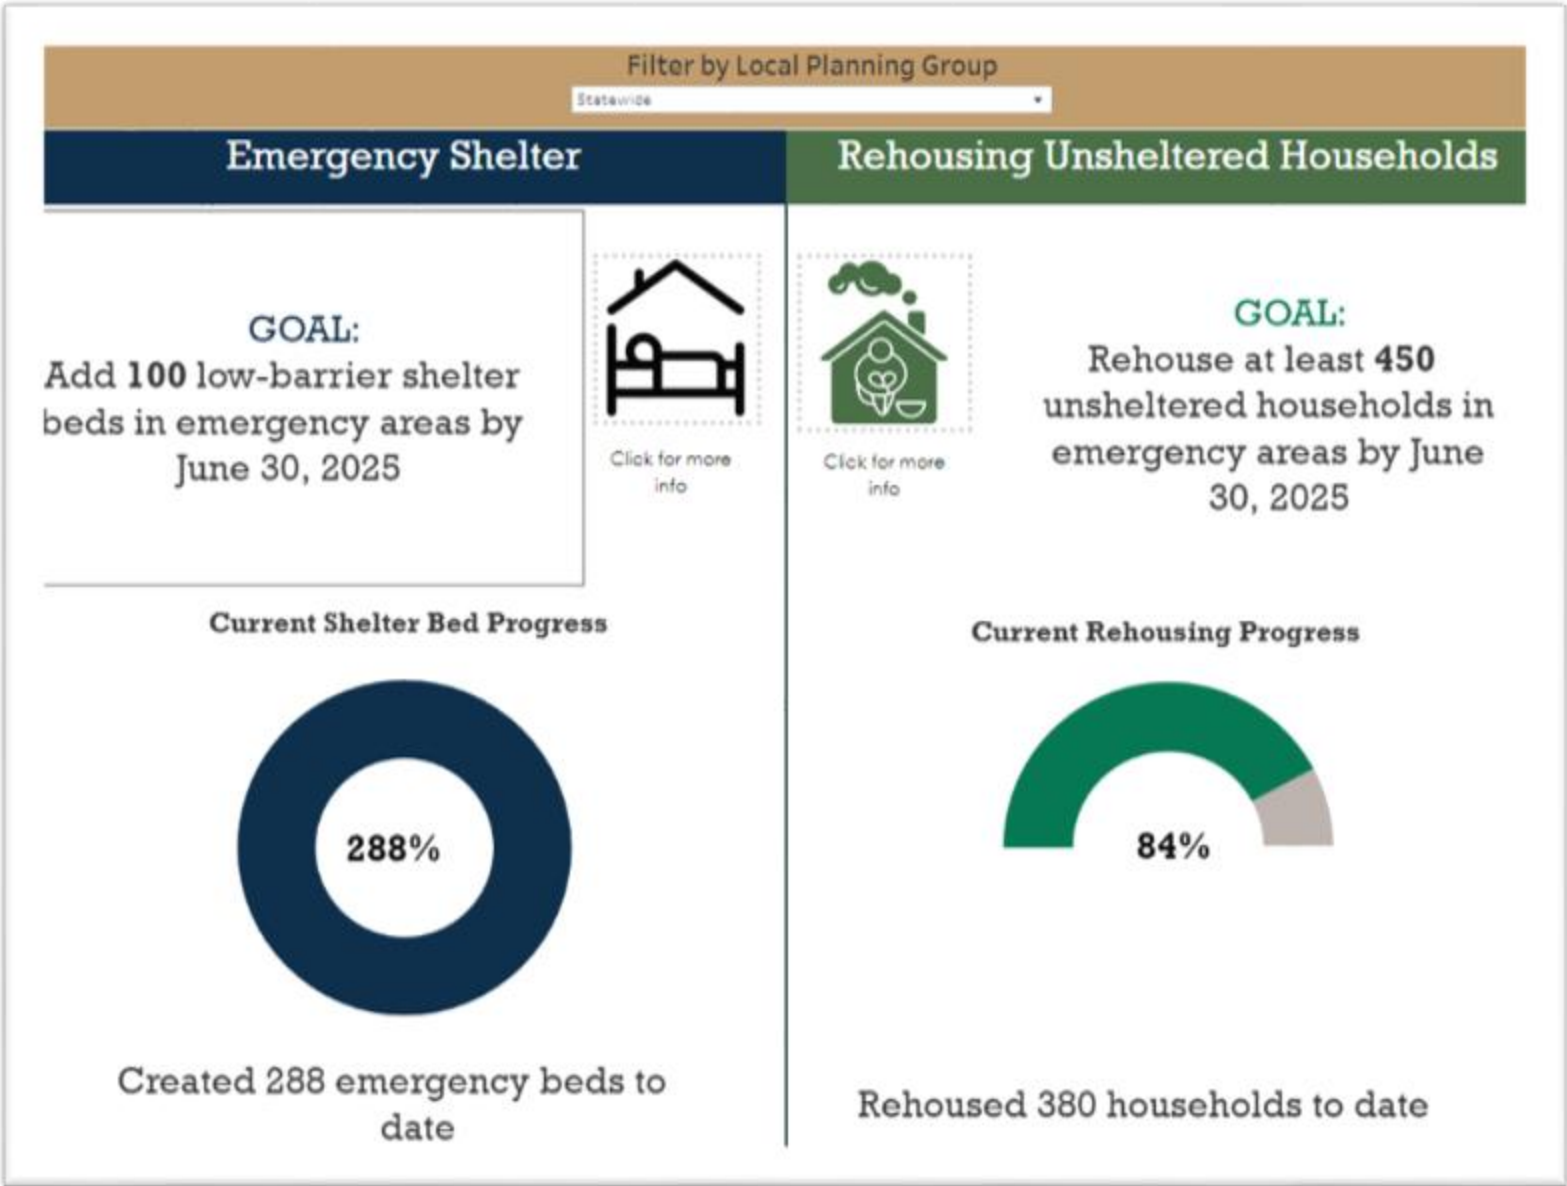 Filter by Local Planning Group
Statewide
Emergency Shelter
GOAL:
Add 100 low-barrier shelter
beds in emergency areas by
June 30, 2025
Click for more
info
Current Shelter Bed Progress
288%
Created 288 emergency beds to
date
Rehousing Unsheltered Households
Click for more
info
GOAL:
Rehouse at least 450
unsheltered households in
emergency areas by June
30, 2025
Current Rehousing Progress
84%
Rehoused 380 households to date